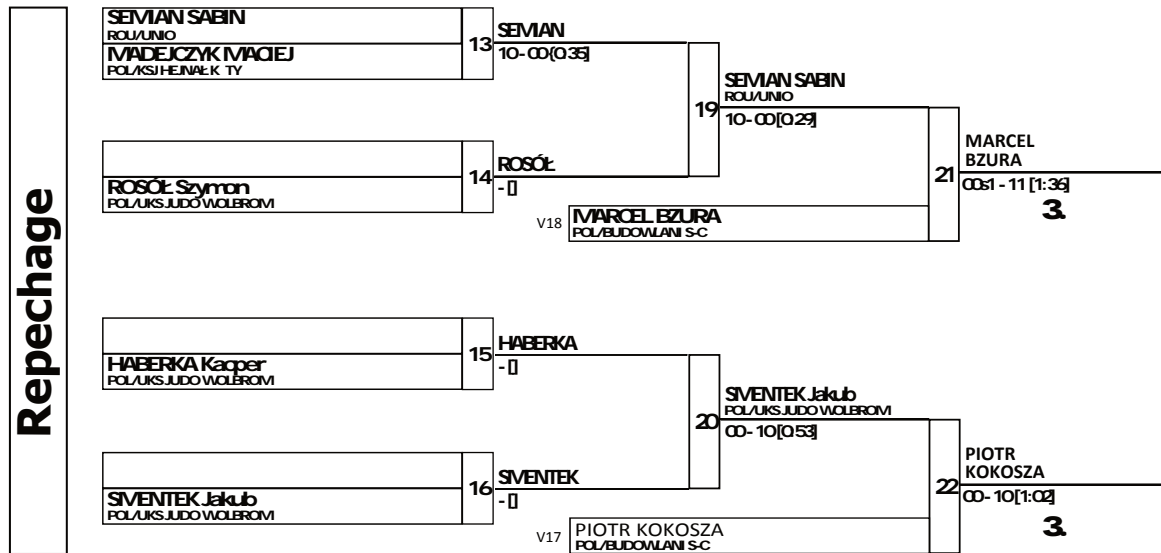 Repechage
SEMIAN SABIN
ROU/UNIO
MADEJCZYK MACIEJ
POL/KSJ HEJNAŁ K TY
13
SEMIAN
10 - 00 [0:35]
ROSÓŁ Szymon
POL/UKS JUDO WOLBROM
14
ROSÓŁ
- []
19
SEMIAN SABIN
ROU/UNIO
10 - 00 [0:29]
V18
MARCEL BZURA
POL/BUDOWLANI S-C
21
MARCEL
BZURA
00s1 - 11 [1:36]
3.
HABERKA Kacper
POL/UKS JUDO WOLBROM
15
HABERKA
- []
SMENTEK Jakub
POL/UKS JUDO WOLBROM
16
SMENTEK
- []
20
SMENTEK Jakub
POL/UKS JUDO WOLBROM
00 - 10 [0:53]
V17
PIOTR KOKOSZA
POL/BUDOWLANI S-C
22
PIOTR
KOKOSZA
00 - 10 [1:02]
3.